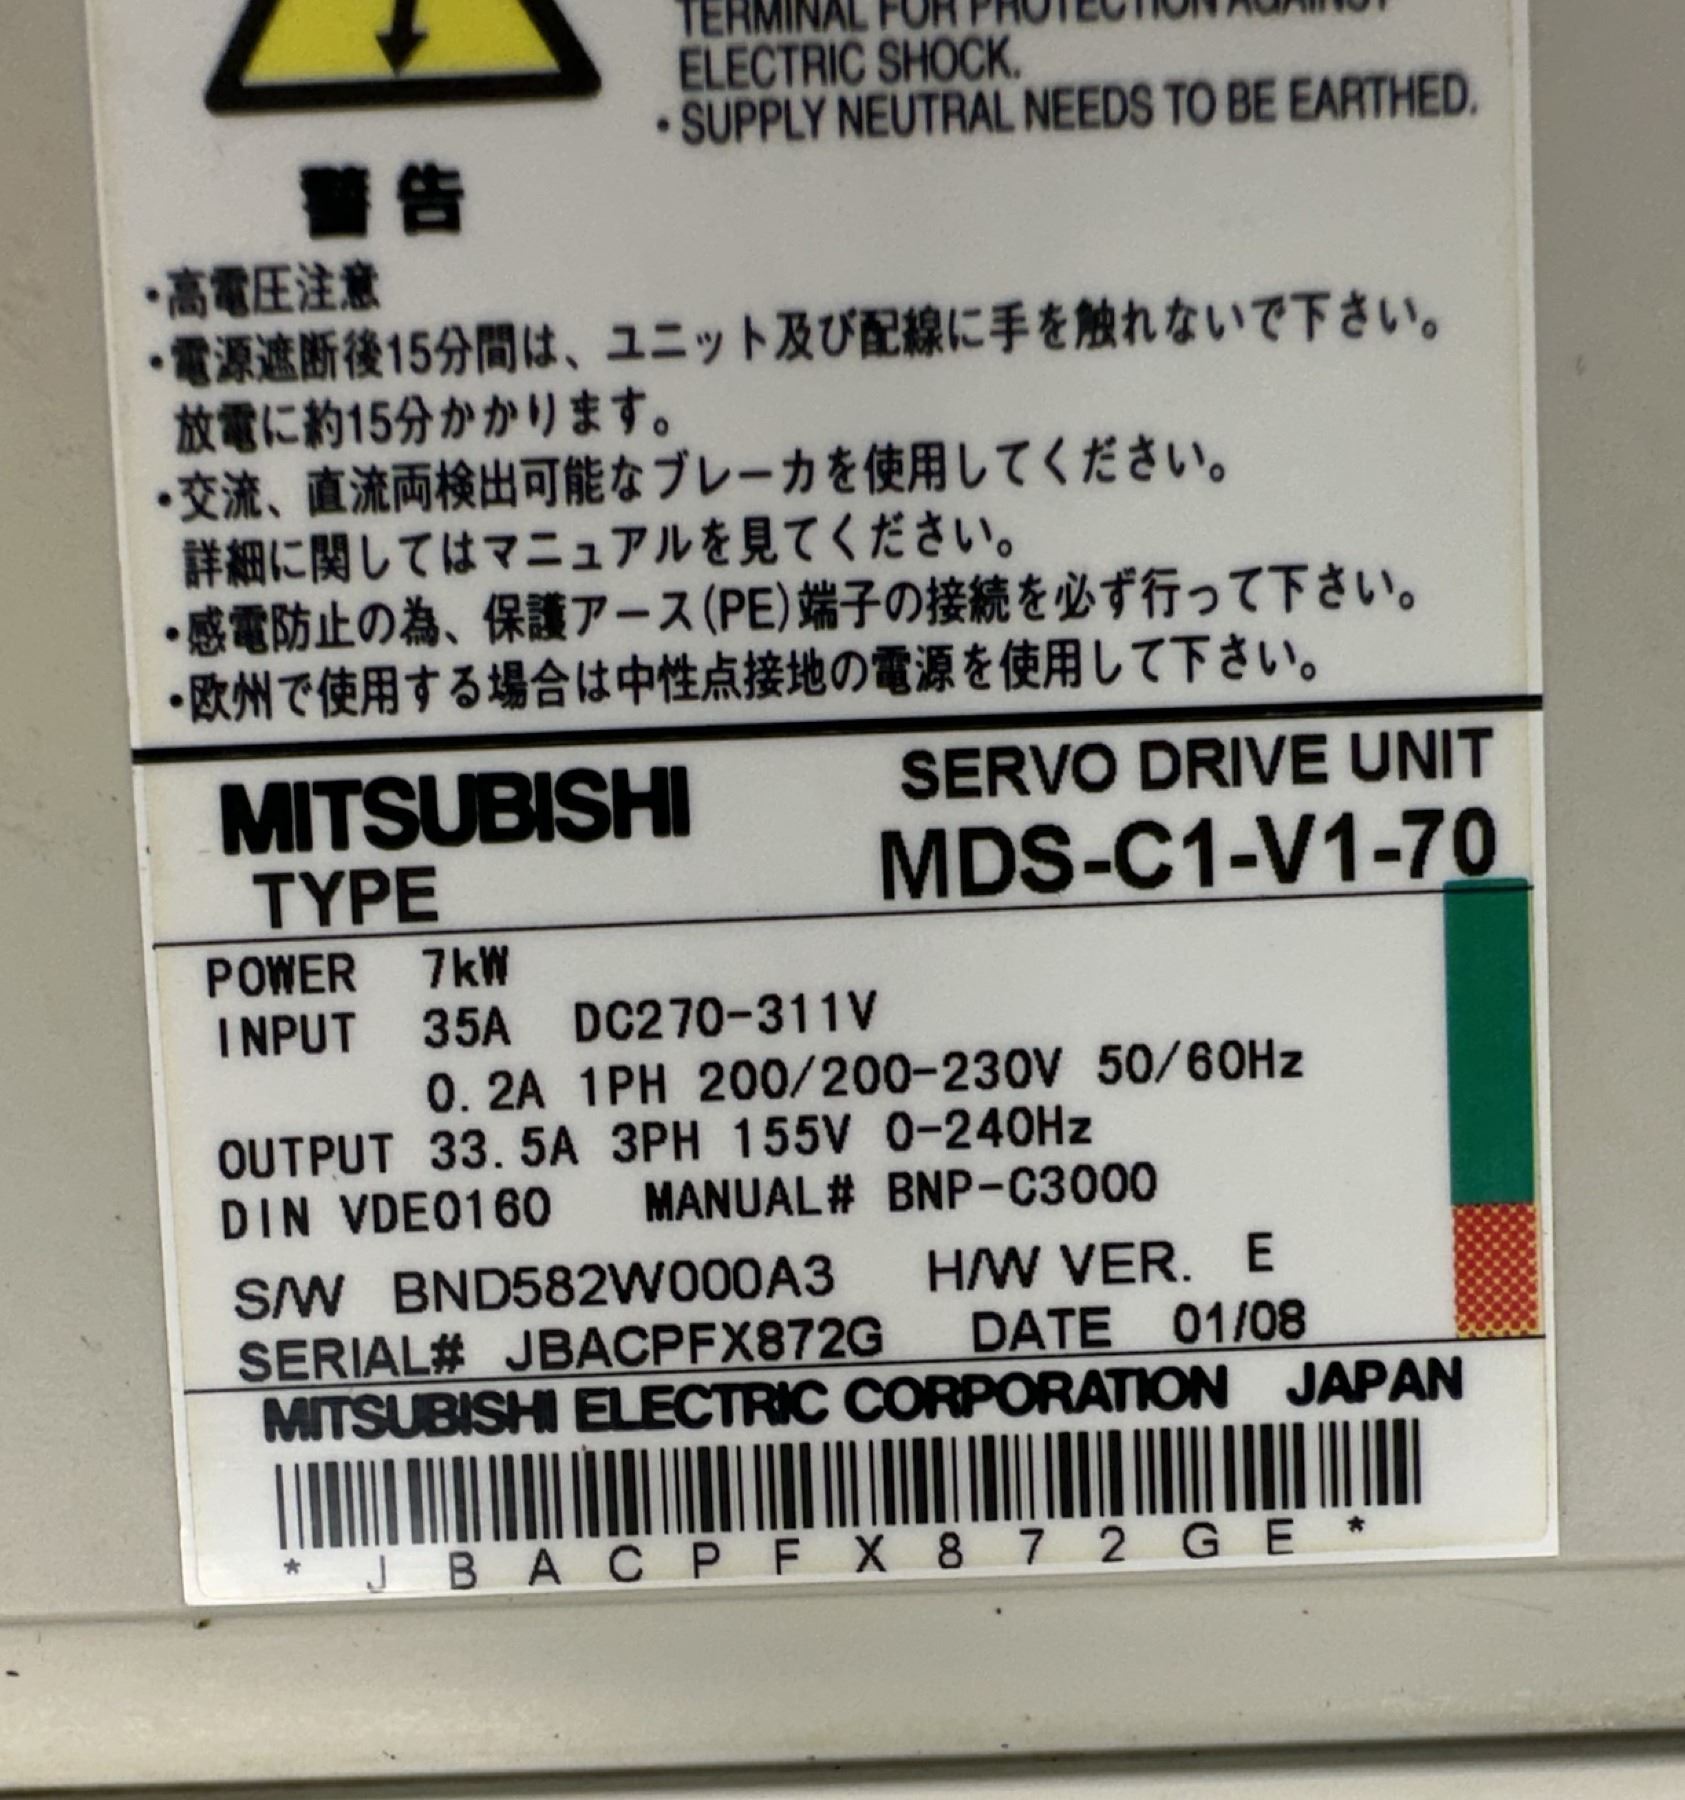 TERMINAL FOR PROTECTION AGAINST
ELECTRIC SHOCK.
・SUPPLY NEUTRAL NEEDS TO BE EARTHED.
警告
・高電圧注意
・電源遮断後15分間は、ユニット及び配線に手を触れないで下さい。
放電に約15分かかります。
・交流、直流両検出可能なブレーカを使用してください。
詳細に関してはマニュアルを見てください。
・感電防止の為、保護アース(PE)端子の接続を必ず行って下さい。
・欧州で使用する場合は中性点接地の電源を使用して下さい。
MITSUBISHI SERVO DRIVE UNIT
TYPE MDS-C1-V1-70
POWER 7kW
INPUT 35A DC270-311V
0.2A 1PH 200/200-230V 50/60Hz
OUTPUT 33.5A 3PH 155V 0-240Hz
DIN VDE0160 MANUAL# BNP-C3000
S/W BND582W000A3 H/W VER. E
SERIAL# JBACPFX872G DATE 01/08
MITSUBISHI ELECTRIC CORPORATION JAPAN
* J B A C P F X 8 7 2 G E *